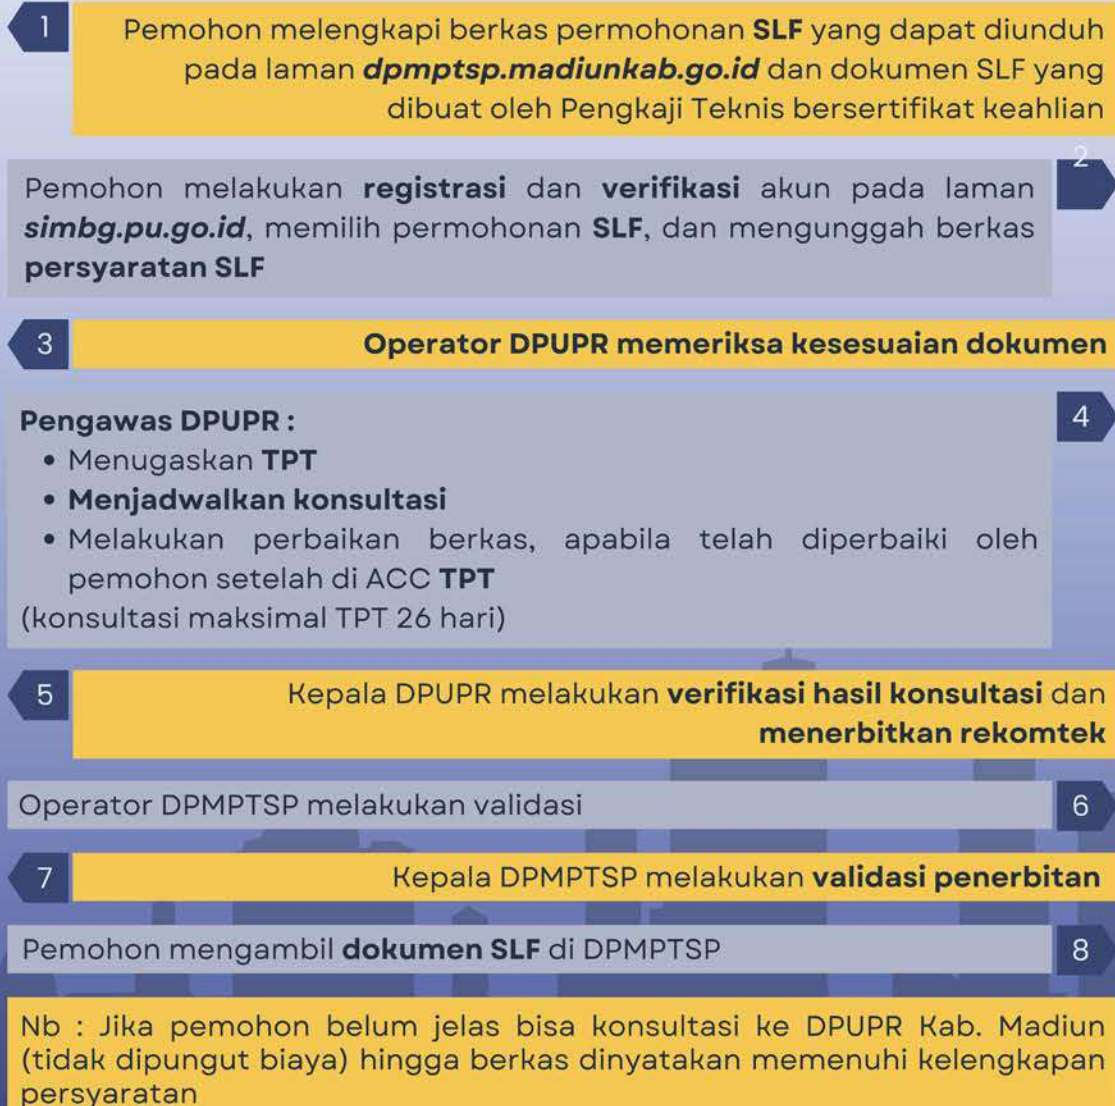 1
Pemohon melengkapi berkas permohonan SLF yang dapat diunduh
pada laman dpmptsp.madiunkab.go.id dan dokumen SLF yang
dibuat oleh Pengkaji Teknis bersertifikat keahlian
2
Pemohon melakukan registrasi dan verifikasi akun pada laman
simbg.pu.go.id, memilih permohonan SLF, dan mengunggah berkas
persyaratan SLF
3
Operator DPUPR memeriksa kesesuaian dokumen
4
Pengawas DPUPR :
• Menugaskan TPT
• Menjadwalkan konsultasi
• Melakukan perbaikan berkas, apabila telah diperbaiki oleh
pemohon setelah di ACC TPT
(konsultasi maksimal TPT 26 hari)
5
Kepala DPUPR melakukan verifikasi hasil konsultasi dan
menerbitkan rekomtek
Operator DPMPTSP melakukan validasi
6
7
Kepala DPMPTSP melakukan validasi penerbitan
Pemohon mengambil dokumen SLF di DPMPTSP
8
Nb : Jika pemohon belum jelas bisa konsultasi ke DPUPR Kab. Madiun
(tidak dipungut biaya) hingga berkas dinyatakan memenuhi kelengkapan
persyaratan